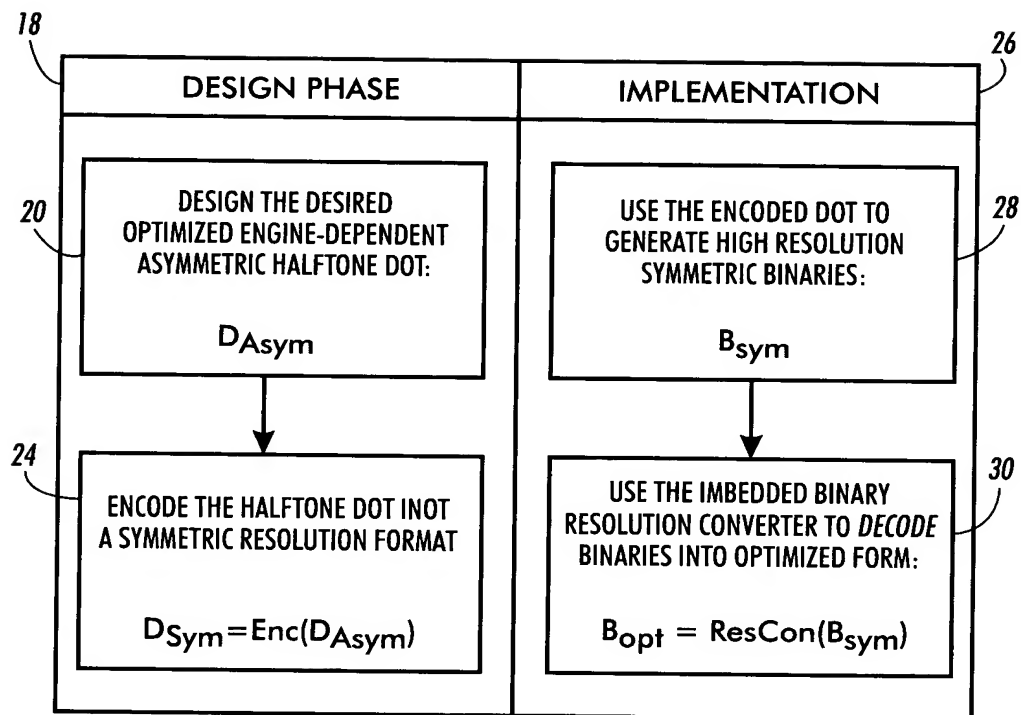 18
26
DESIGN PHASE
IMPLEMENTATION
20
DESIGN THE DESIRED
OPTIMIZED ENGINE-DEPENDENT
ASYMMETRIC HALFTONE DOT:
DAsym
24
ENCODE THE HALFTONE DOT INOT
A SYMMETRIC RESOLUTION FORMAT
DSym=Enc(DAsym)
28
USE THE ENCODED DOT TO
GENERATE HIGH RESOLUTION
SYMMETRIC BINARIES:
Bsym
30
USE THE IMBEDDED BINARY
RESOLUTION CONVERTER TO DECODE
BINARIES INTO OPTIMIZED FORM:
Bopt = ResCon(Bsym)